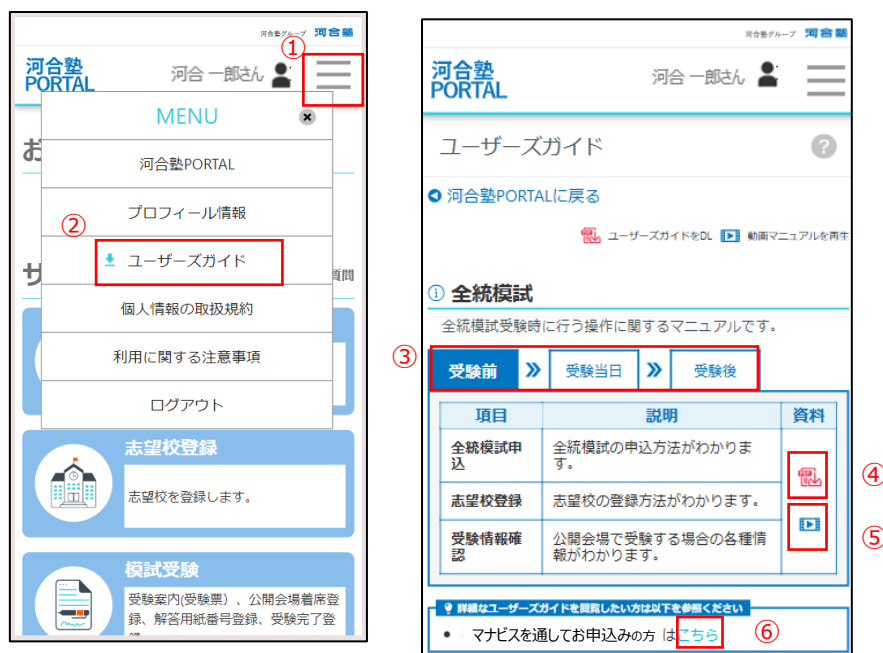 河合塾グループ 河合塾
①
河合塾
PORTAL
河合 一郎さん
MENU
お
河合塾PORTAL
プロフィール情報
②
ユーザーズガイド
サ
質問
個人情報の取扱規約
利用に関する注意事項
ログアウト
志望校登録
志望校を登録します。
模試受験
受験案内(受験票）、公開会場着席登
録、解答用紙番号登録、受験完了登
河合塾グループ 河合塾
河合塾
PORTAL
河合 一郎さん
ユーザーズガイド
?
河合塾PORTALに戻る
ユーザーズガイドをDL 動画マニュアルを再生
全統模試
全統模試受験時に行う操作に関するマニュアルです。
③
受験前 》 受験当日 》 受験後
項目 説明 資料
全統模試申
込
全統模試の申込方法がわかりま
す。
④
志望校登録 志望校の登録方法がわかります。
⑤
受験情報確
認
公開会場で受験する場合の各種情
報がわかります。
詳細なユーザーズガイドを閲覧したい方は以下を参照ください
• マナビスを通してお申込みの方 はこちら
⑥